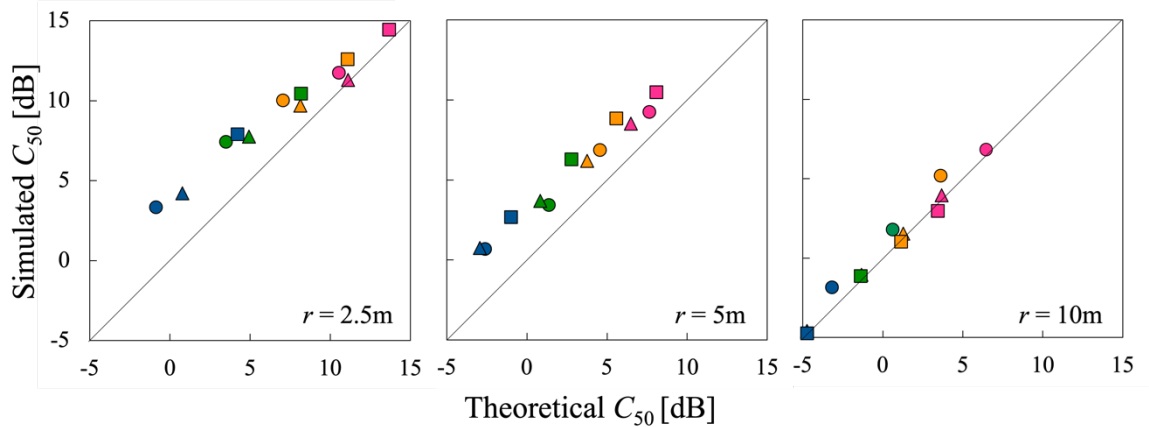 Simulated C50 [dB]
15
10
5
0
-5
r = 2.5m
r = 5m
r = 10m
-5 0 5 10 15
-5 0 5 10 15
-5 0 5 10 15
Theoretical C50 [dB]